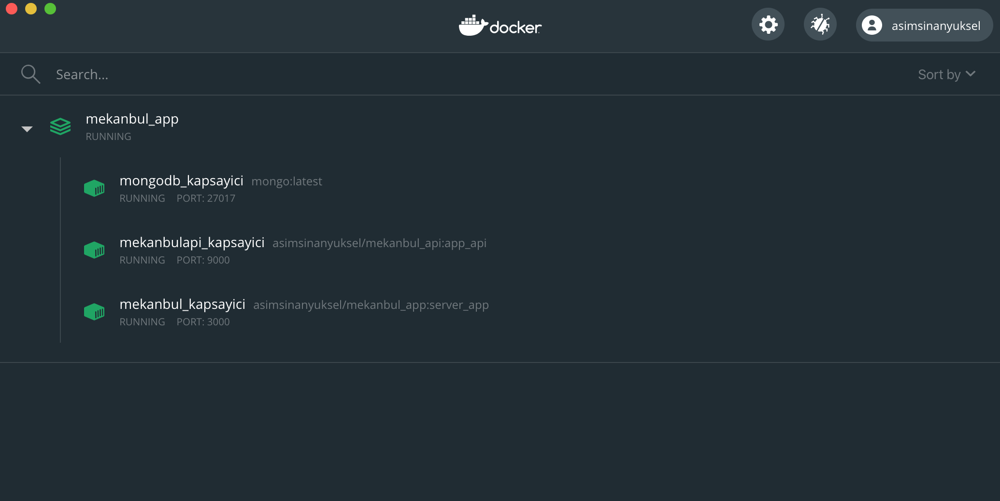 docker
asimsinanyuksel
Search...
Sort by
mekanbul_app
RUNNING
mongodb_kapsayici mongo:latest
RUNNING PORT: 27017
mekanbulapi_kapsayici asimsinanyuksel/mekanbul_api:app_api
RUNNING PORT: 9000
mekanbul_kapsayici asimsinanyuksel/mekanbul_app:server_app
RUNNING PORT: 3000